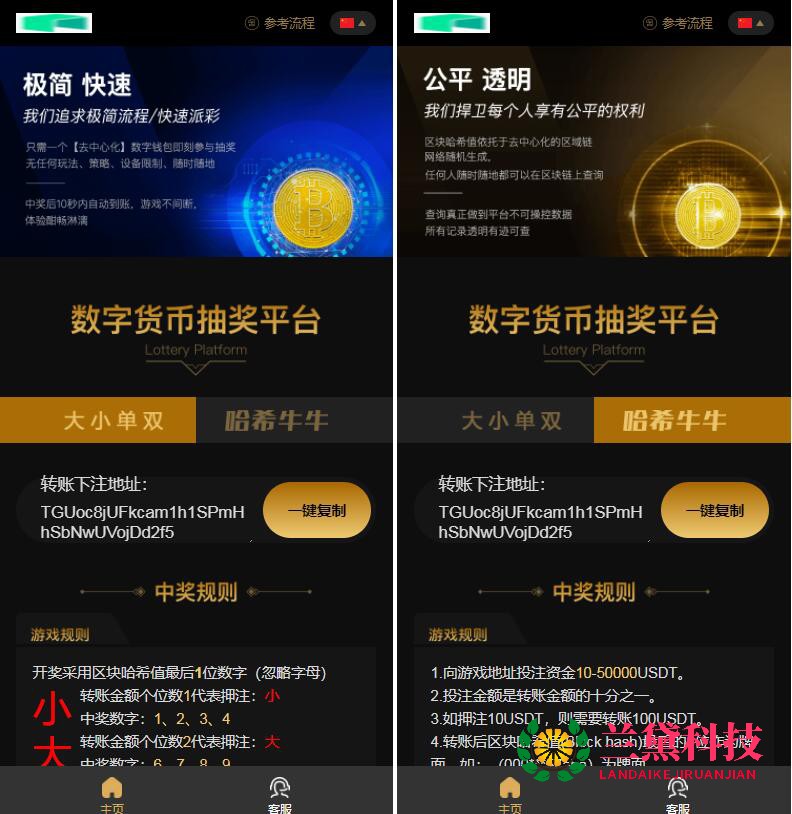 参考流程
极简 快速
我们追求极简流程/快速派彩
只需一个【去中心化】数字钱包即刻参与抽奖
无任何玩法、策略、设备限制、随时随地
中奖后10秒内自动到账，游戏不间断，
体验酣畅淋漓
数字货币抽奖平台
Lottery Platform
大小单双
哈希牛牛
转账下注地址：
TGUoc8jUFkcam1h1SPmH
hSbNwUVojDd2f5
一键复制
中奖规则
游戏规则
开奖采用区块哈希值最后1位数字（忽略字母）
小
转账金额个位数1代表押注：小
中奖数字：1、2、3、4
大
转账金额个位数2代表押注：大
中奖数字：6、7、8、9
主页
客服
参考流程
公平 透明
我们捍卫每个人享有公平的权利
区块哈希值依托于去中心化的区域链
网络随机生成。
任何人随时随地都可以在区块链上查询
查询真正做到平台不可操控数据
所有记录透明有迹可查
数字货币抽奖平台
Lottery Platform
大小单双
哈希牛牛
转账下注地址：
TGUoc8jUFkcam1h1SPmH
hSbNwUVojDd2f5
一键复制
中奖规则
游戏规则
1.向游戏地址投注资金10-50000USDT。
2.投注金额是转账金额的十分之一。
3.如押注10USDT，则需要转账100USDT。
4.转账后区块哈希值(Block hash)最后的
面，如：（000
为牌面
兰黛科技
LANDAIKE JIRUANJIAN
主页
客服